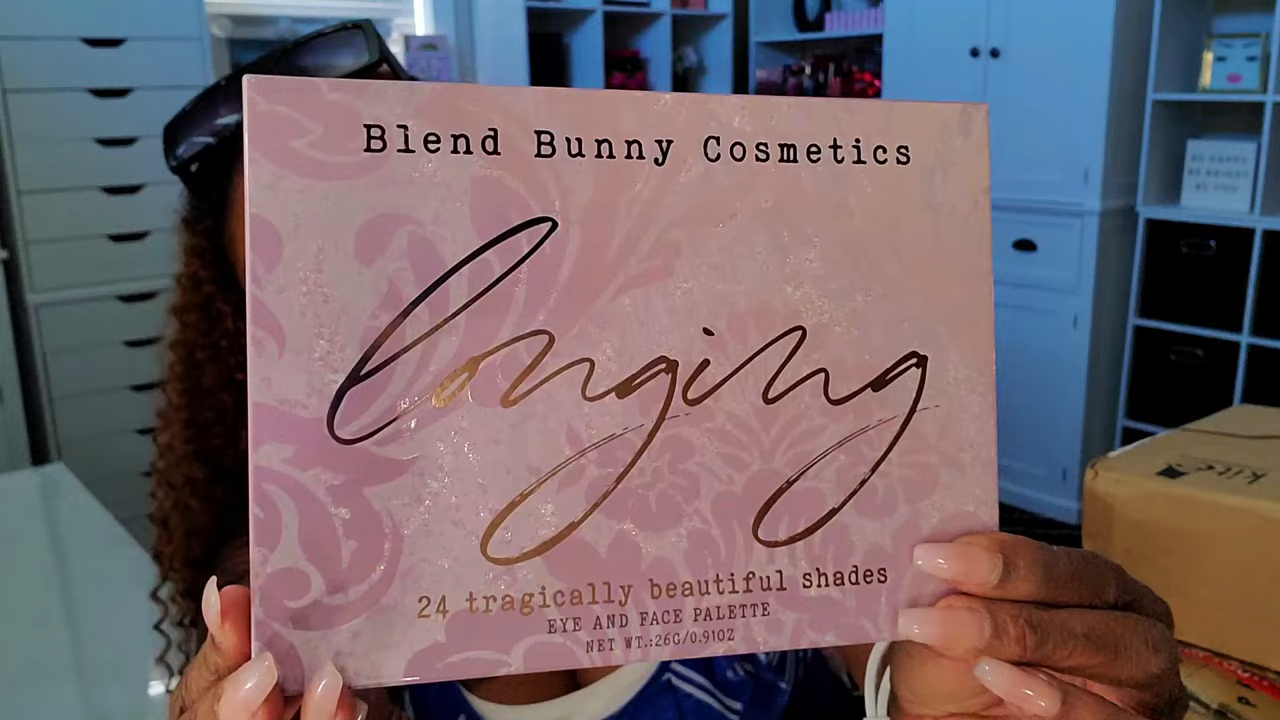 Blend Bunny Cosmetics
longing
24 tragically beautiful shades
EYE AND FACE PALETTE
NET WT.:26G/0.91OZ